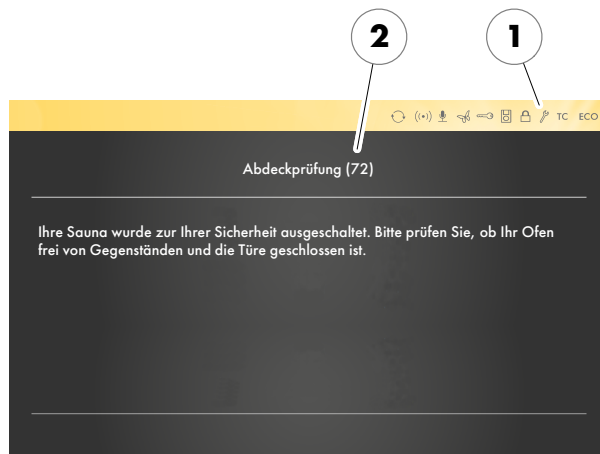 2 1
TC ECO
Abdeckprüfung (72)
Ihre Sauna wurde zur Ihrer Sicherheit ausgeschaltet. Bitte prüfen Sie, ob Ihr Ofen
frei von Gegenständen und die Türe geschlossen ist.